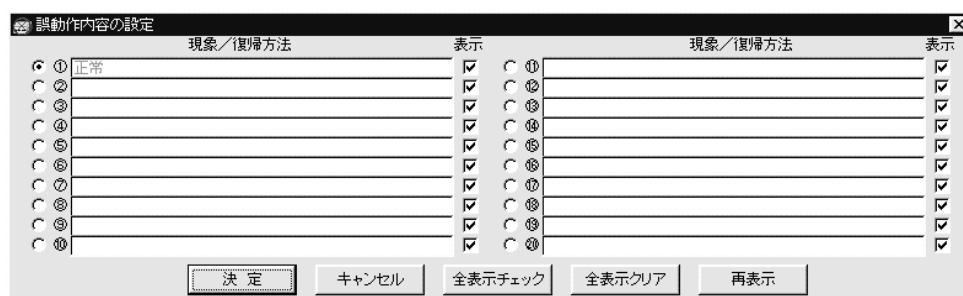 誤動作内容の設定
現象／復帰方法 表示 現象／復帰方法 表示
① 正常 ⑪
② ⑫
③ ⑬
④ ⑭
⑤ ⑮
⑥ ⑯
⑦ ⑰
⑧ ⑱
⑨ ⑲
⑩ ⑳
決 定 キャンセル 全表示チェック 全表示クリア 再表示